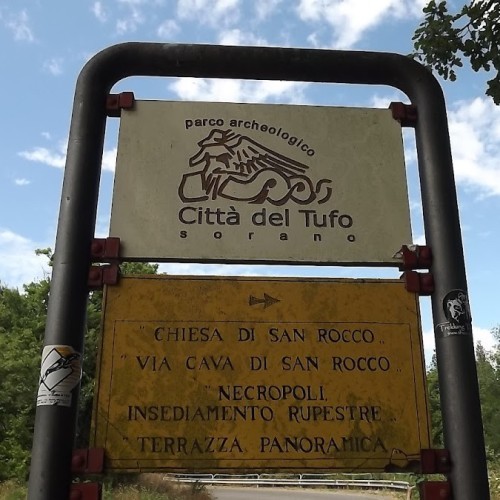 parco archeologico
Città del Tufo
sorano
"CHIESA DI SAN ROCCO"
"VIA CAVA DI SAN ROCCO"
"NECROPOLI
INSEDIAMENTO RUPESTRE"
"TERRAZZA PANORAMICA
Trekking